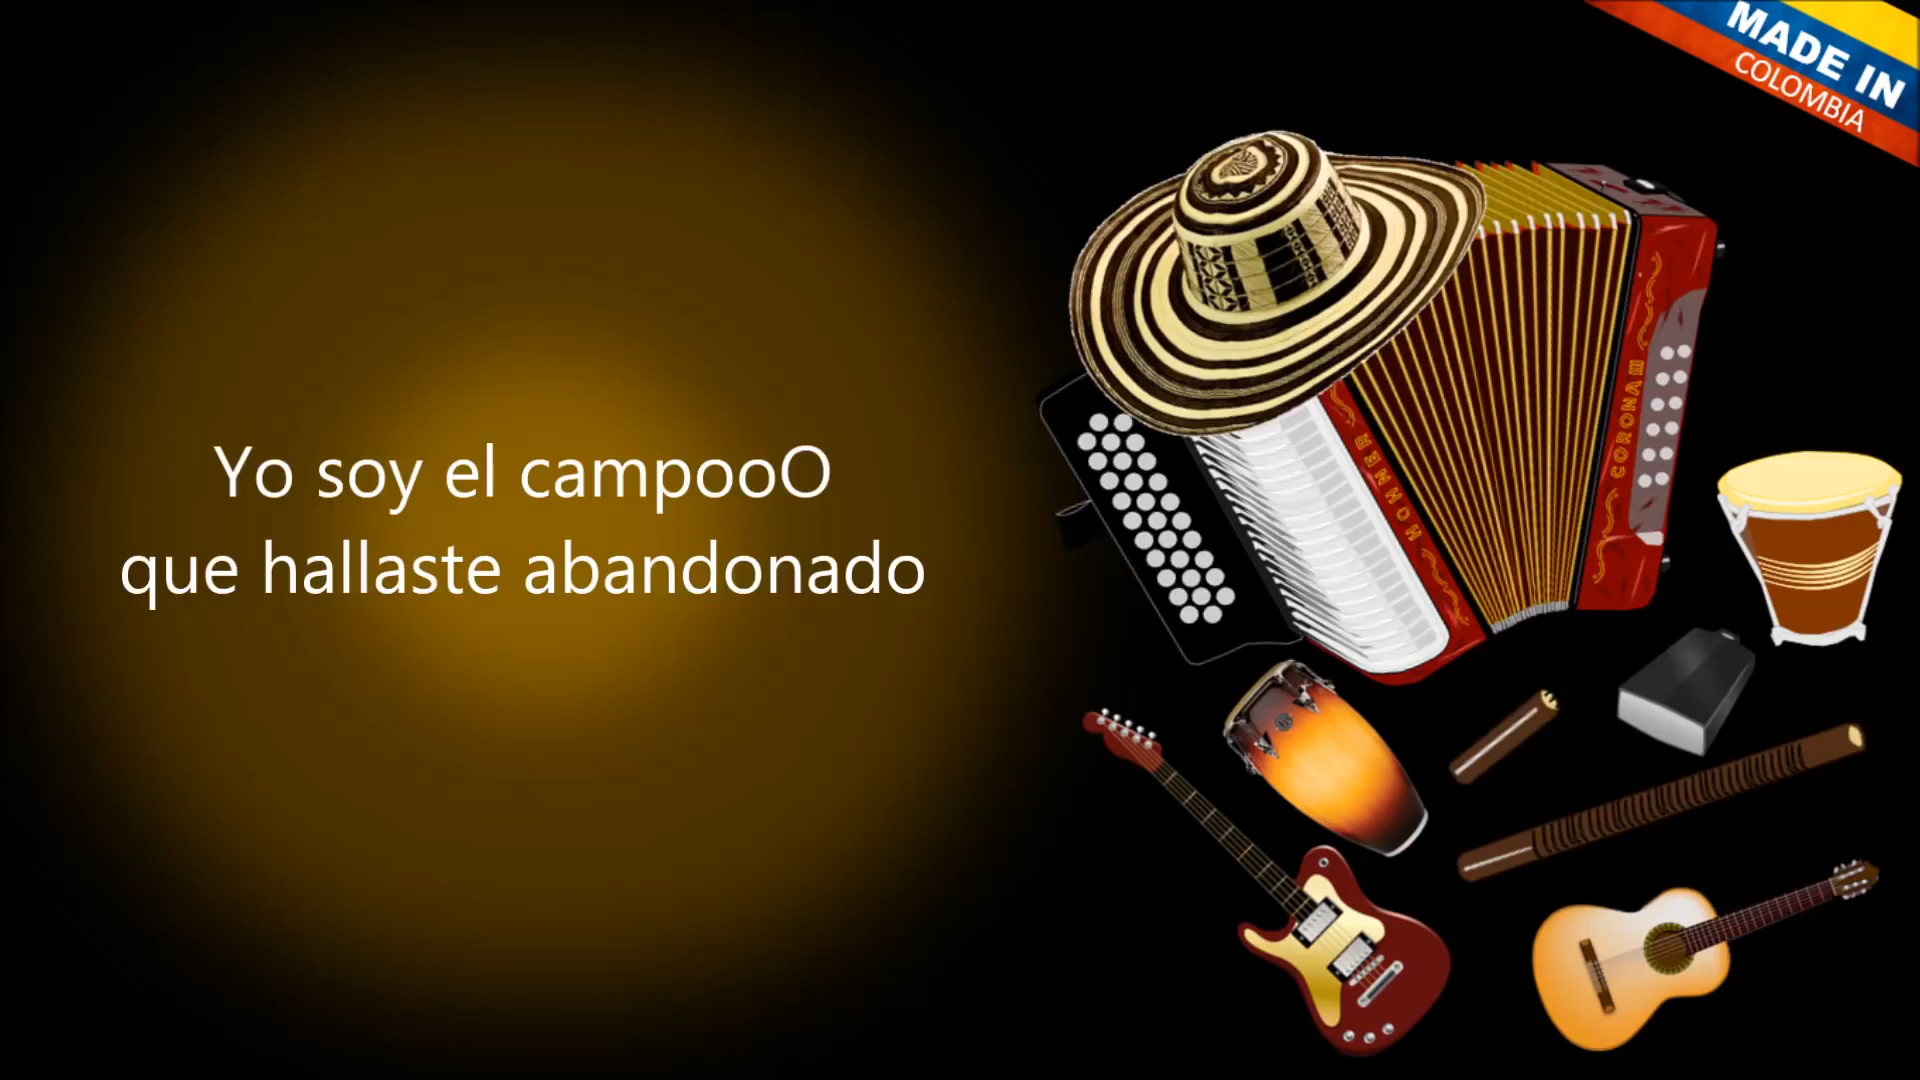 MADE IN
COLOMBIA
Yo soy el campooO
que hallaste abandonado
HOHNER
CORONA III